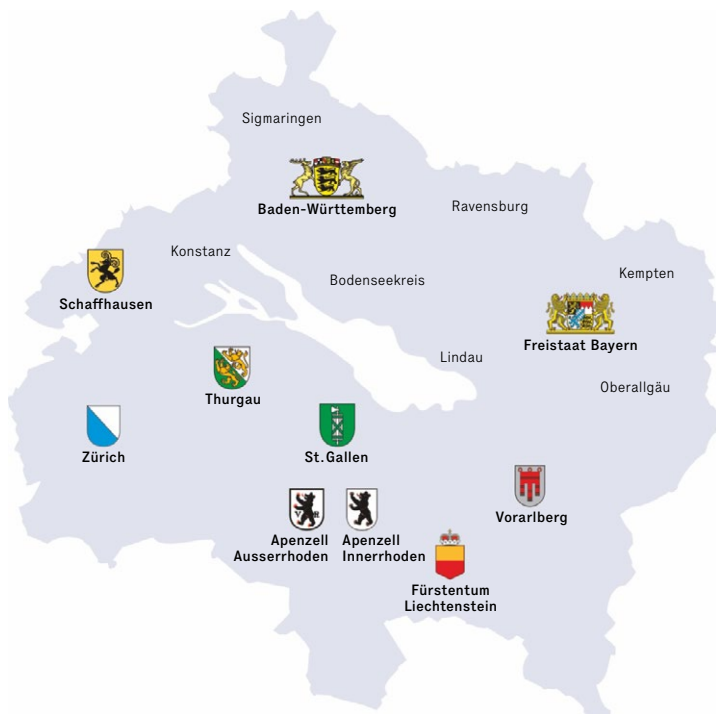 Sigmaringen
Baden-Württemberg
Ravensburg
Konstanz
Schaffhausen
Bodenseekreis
Kempten
Freistaat Bayern
Lindau
Thurgau
Oberallgäu
Zürich
St.Gallen
V R
Vorarlberg
Apenzell
Ausserrhoden
Apenzell
Innerrhoden
Fürstentum
Liechtenstein